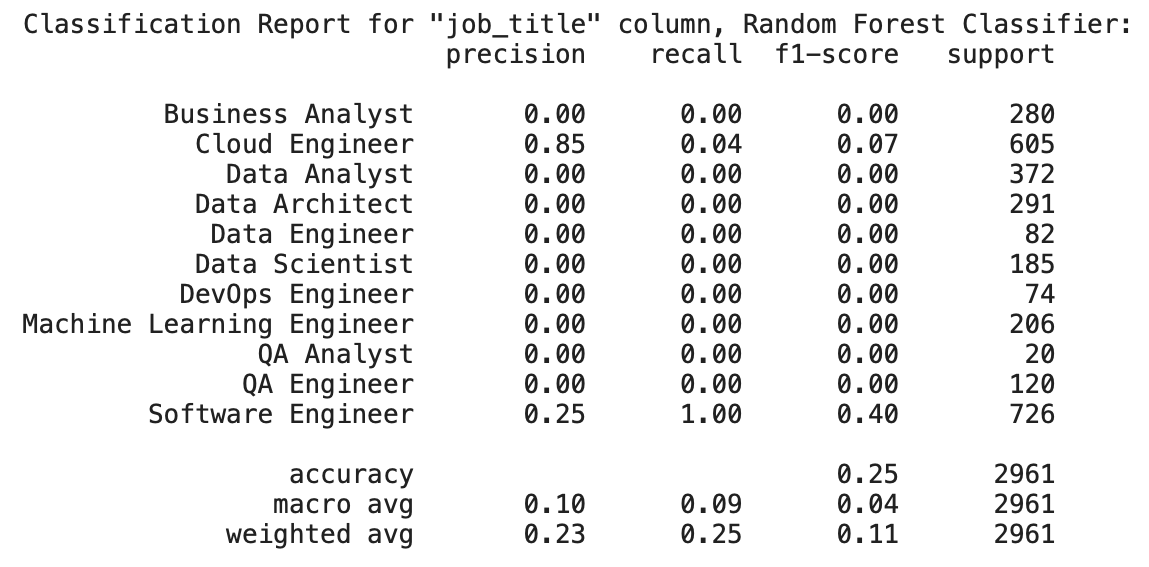 Classification Report for "job_title" column, Random Forest Classifier:
precision recall f1-score support
Business Analyst 0.00 0.00 0.00 280
Cloud Engineer 0.85 0.04 0.07 605
Data Analyst 0.00 0.00 0.00 372
Data Architect 0.00 0.00 0.00 291
Data Engineer 0.00 0.00 0.00 82
Data Scientist 0.00 0.00 0.00 185
DevOps Engineer 0.00 0.00 0.00 74
Machine Learning Engineer 0.00 0.00 0.00 206
QA Analyst 0.00 0.00 0.00 20
QA Engineer 0.00 0.00 0.00 120
Software Engineer 0.25 1.00 0.40 726
accuracy 0.25 2961
macro avg 0.10 0.09 0.04 2961
weighted avg 0.23 0.25 0.11 2961